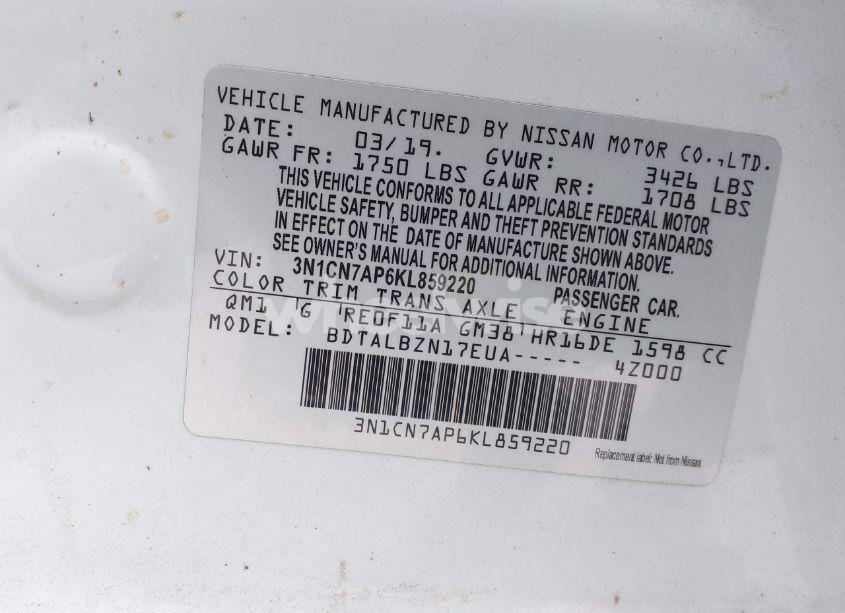 VEHICLE MANUFACTURED BY NISSAN MOTOR CO.,LTD.
DATE: 03/19. GVWR: 3426 LBS
GAWR FR: 1750 LBS GAWR RR: 1708 LBS
THIS VEHICLE CONFORMS TO ALL APPLICABLE FEDERAL MOTOR
VEHICLE SAFETY, BUMPER AND THEFT PREVENTION STANDARDS
IN EFFECT ON THE DATE OF MANUFACTURE SHOWN ABOVE.
SEE OWNER'S MANUAL FOR ADDITIONAL INFORMATION.
VIN: 3N1CN7AP6KL859220 PASSENGER CAR.
COLOR TRIM TRANS AXLE ENGINE
QM1 G RE0F11A GM38 HR16DE 1598 CC
MODEL: BDTALBZN17EUA----- 4Z000
3N1CN7AP6KL859220
Replacement label: Not from Nissan